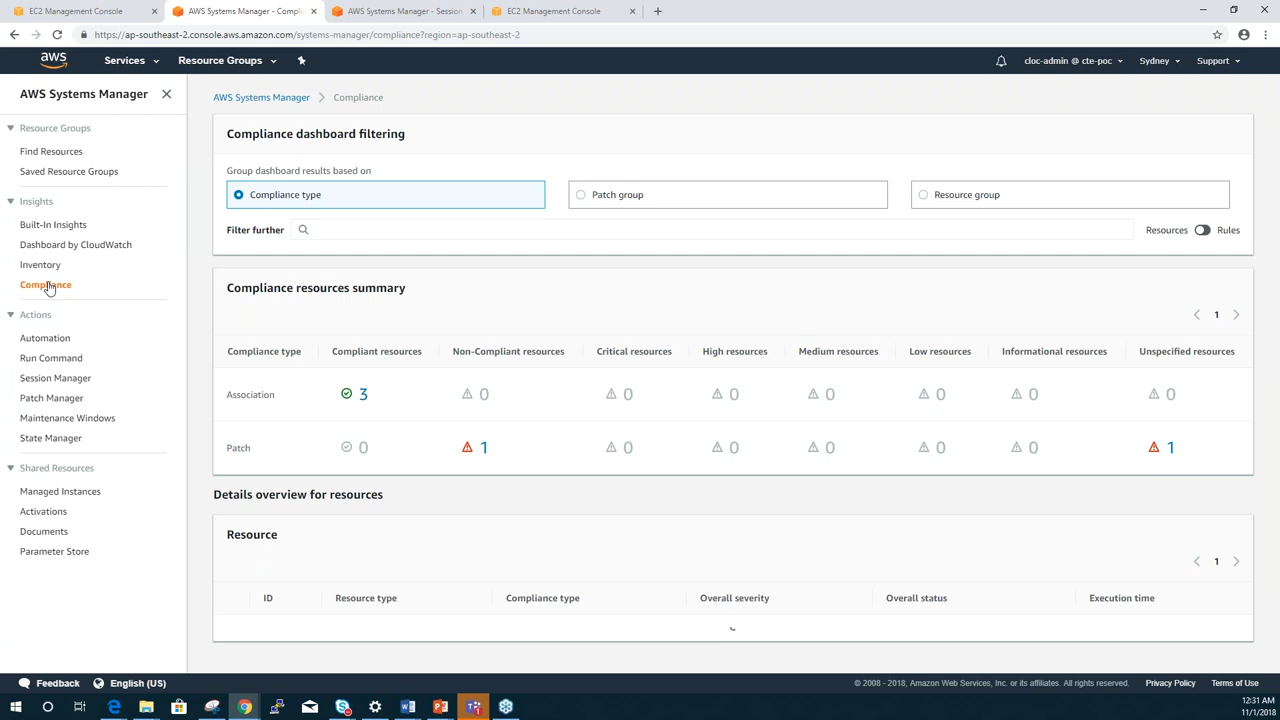 EC2 Management Console
AWS Systems Manager - Complia
AWS Systems Manager - Session
EC2 Management Console
https://ap-southeast-2.console.aws.amazon.com/systems-manager/compliance?region=ap-southeast-2
aws
Services
Resource Groups
cloc-admin @ cte-poc
Sydney
Support
AWS Systems Manager
Resource Groups
Find Resources
Saved Resource Groups
Insights
Built-In Insights
Dashboard by CloudWatch
Inventory
Compliance
Actions
Automation
Run Command
Session Manager
Patch Manager
Maintenance Windows
State Manager
Shared Resources
Managed Instances
Activations
Documents
Parameter Store
AWS Systems Manager > Compliance
Compliance dashboard filtering
Group dashboard results based on
Compliance type
Patch group
Resource group
Filter further
Resources
Rules
Compliance resources summary
1
Compliance type Compliant resources Non-Compliant resources Critical resources High resources Medium resources Low resources Informational resources Unspecified resources
Association 3 0 0 0 0 0 0 0
Patch 0 1 0 0 0 0 0 1
Details overview for resources
Resource
1
ID Resource type Compliance type Overall severity Overall status Execution time
Feedback
English (US)
© 2008 - 2018, Amazon Web Services, Inc. or its affiliates. All rights reserved.
Privacy Policy
Terms of Use
12:31 AM
11/1/2018